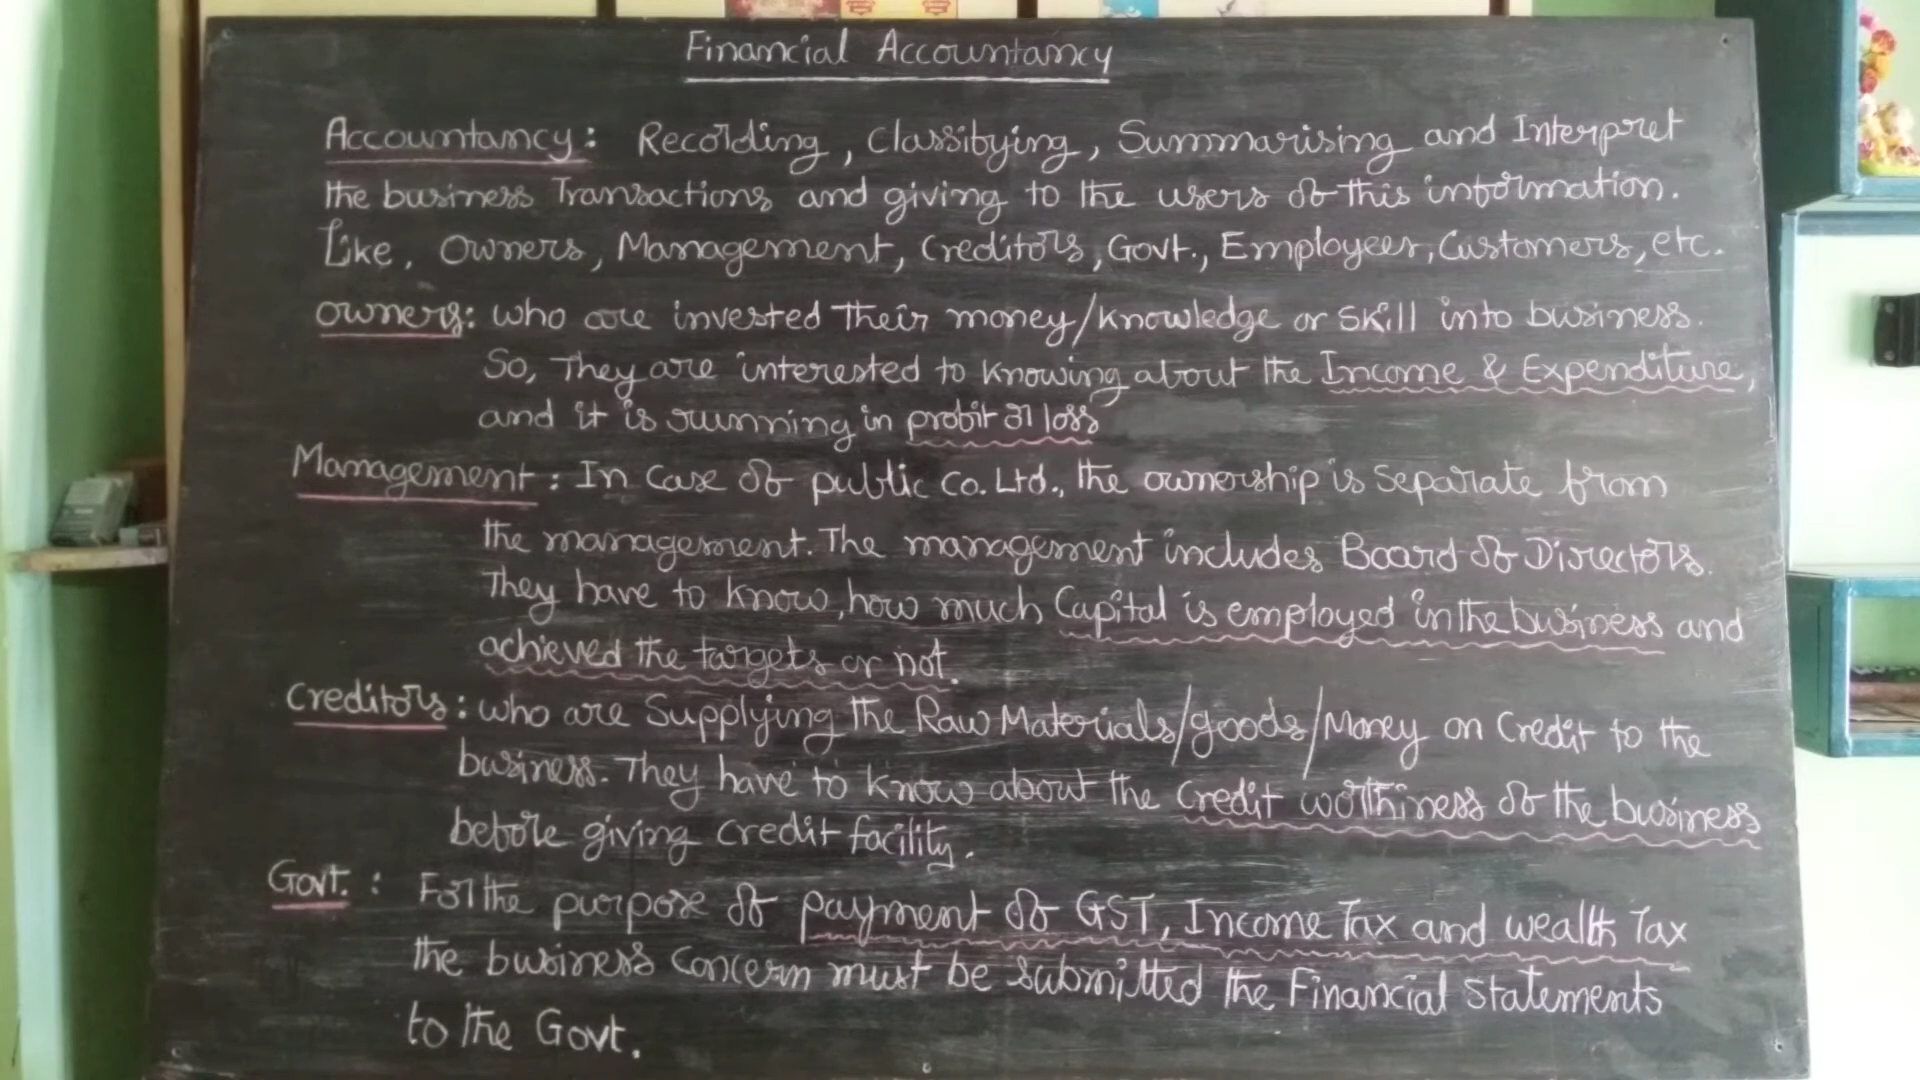 Financial Accountancy
Accountancy: Recording, Classifying, Summarising and Interpret
the business Transactions and giving to the users of this information.
Like, Owners, Management, Creditors, Govt., Employees, Customers, etc.
Owners: who are invested their money/knowledge or skill into business.
So, They are interested to knowing about the Income & Expenditure,
and it is running in profit or loss
Management: In case of public Co. Ltd., the ownership is separate from
the management. The management includes Board of Directors.
They have to know, how much Capital is employed in the business and
achieved the targets or not.
Creditors: who are Supplying the Raw Materials/goods/Money on Credit to the
business. They have to know about the Credit worthiness of the business
before giving credit facility.
Govt. : For the purpose of payment of GST, Income Tax and wealth Tax
the business concern must be submitted the Financial statements
to the Govt.